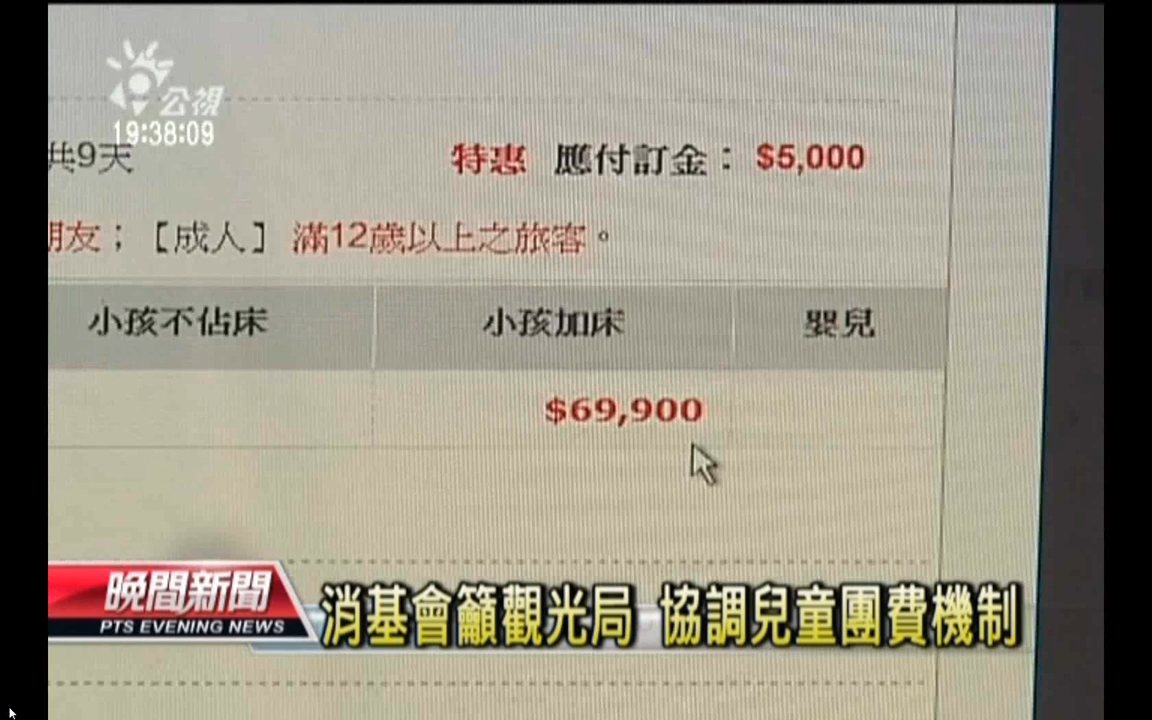 公視
19:38:09
共9天 特惠 應付訂金： $5,000
朋友；［成人］滿12歲以上之旅客。
小孩不佔床 小孩加床 嬰兒
$69,900
晚間新聞
PTS EVENING NEWS
消基會籲觀光局 協調兒童團費機制